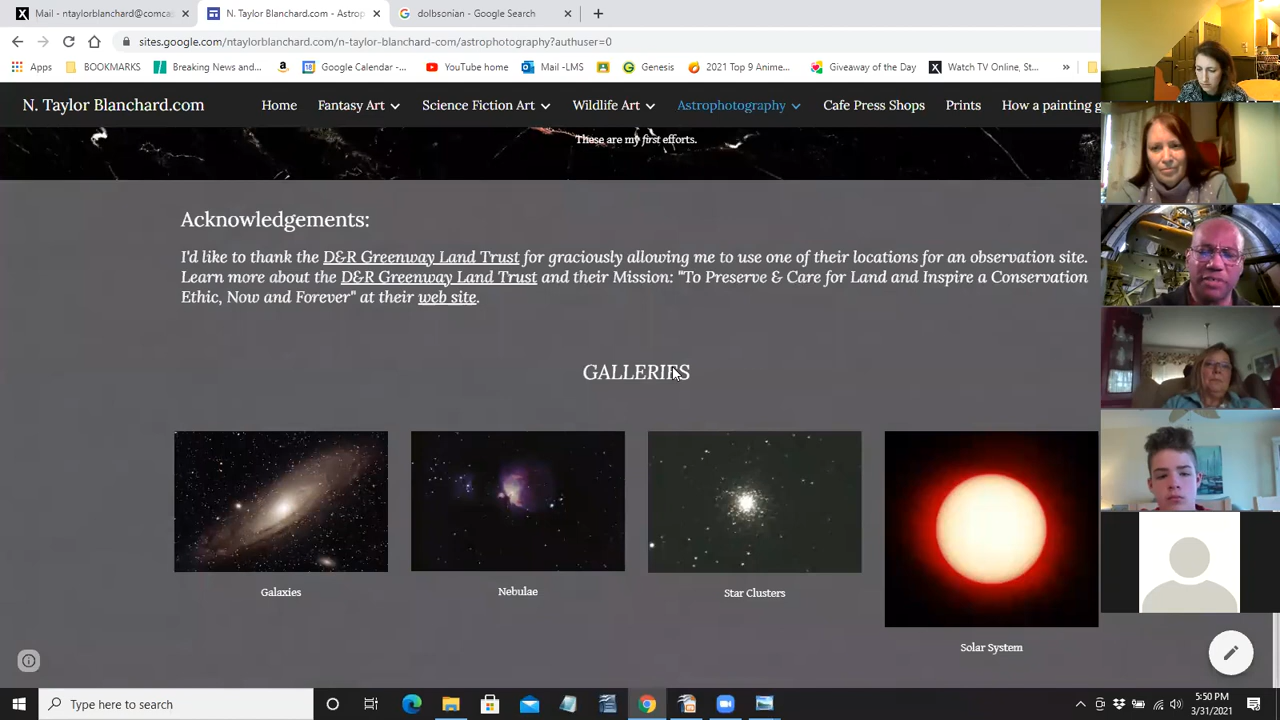 Mail - ntaylorblanchard@comca
N. Taylor Blanchard.com - Astrop
dolbsonian - Google Search
sites.google.com/ntaylorblanchard.com/n-taylor-blanchard-com/astrophotography?authuser=0
Apps
BOOKMARKS
Breaking News and...
Google Calendar -...
YouTube home
Mail-LMS
Genesis
2021 Top 9 Anime...
Giveaway of the Day
Watch TV Online, St...
»
N. Taylor Blanchard.com
Home
Fantasy Art
Science Fiction Art
Wildlife Art
Astrophotography
Cafe Press Shops
Prints
How a painting g
These are my first efforts.
Acknowledgements:
I'd like to thank the D&R Greenway Land Trust for graciously allowing me to use one of their locations for an observation site.
Learn more about the D&R Greenway Land Trust and their Mission: "To Preserve & Care for Land and Inspire a Conservation
Ethic, Now and Forever" at their web site.
GALLERIES
Galaxies
Nebulae
Star Clusters
Solar System
Type here to search
5:50 PM
3/31/2021